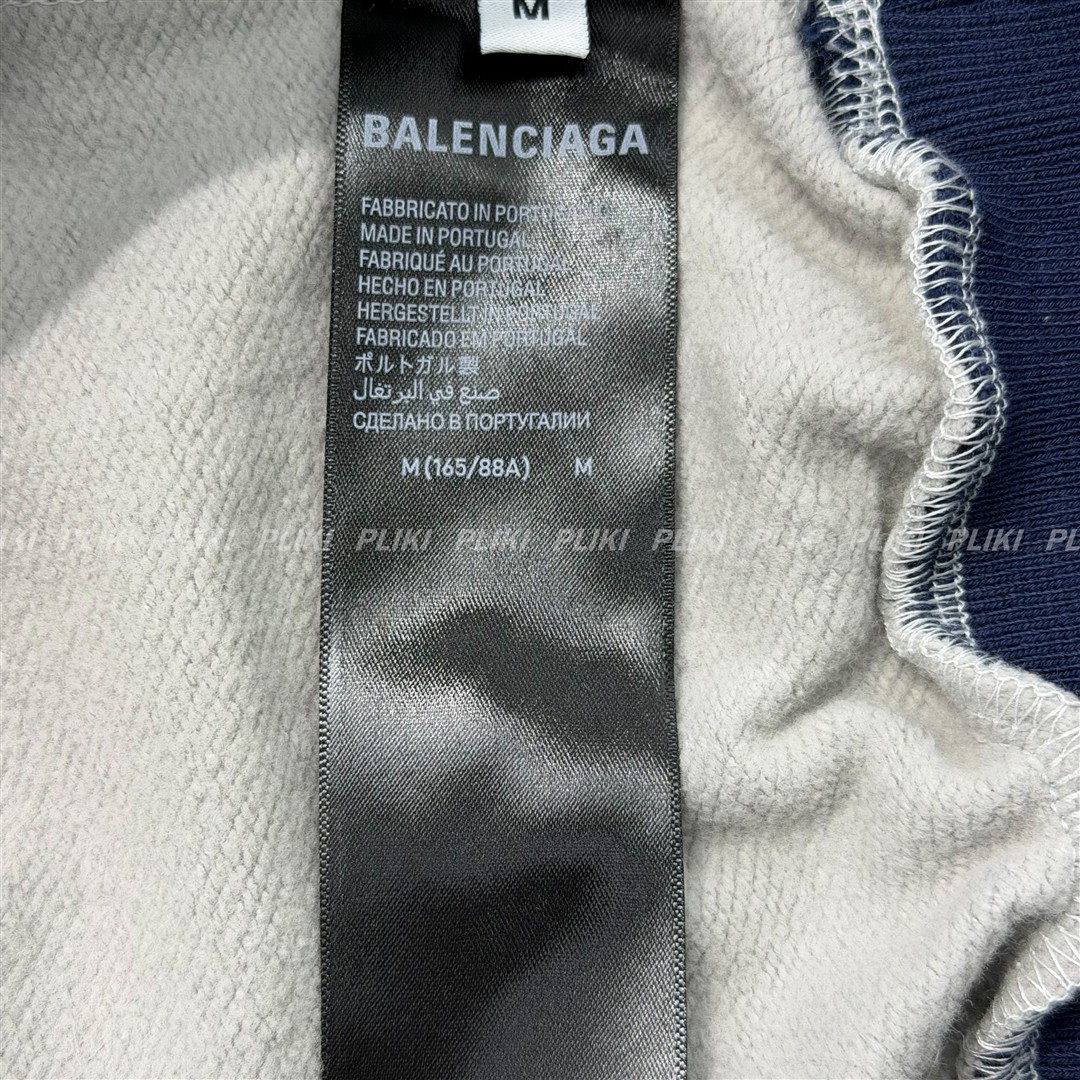 M
BALENCIAGA
FABBRICATO IN PORTOGALLO
MADE IN PORTUGAL
FABRIQUÉ AU PORTUGAL
HECHO EN PORTUGAL
HERGESTELLT IN PORTUGAL
FABRICADO EM PORTUGAL
ポルトガル製
صنع في البرتغال
СДЕЛАНО В ПОРТУГАЛИИ
M (165/88A) M
PLIKI PLIKI PLIKI PLIKI PLIKI PLIKI PLIKI PLIKI PLIKI PLIKI